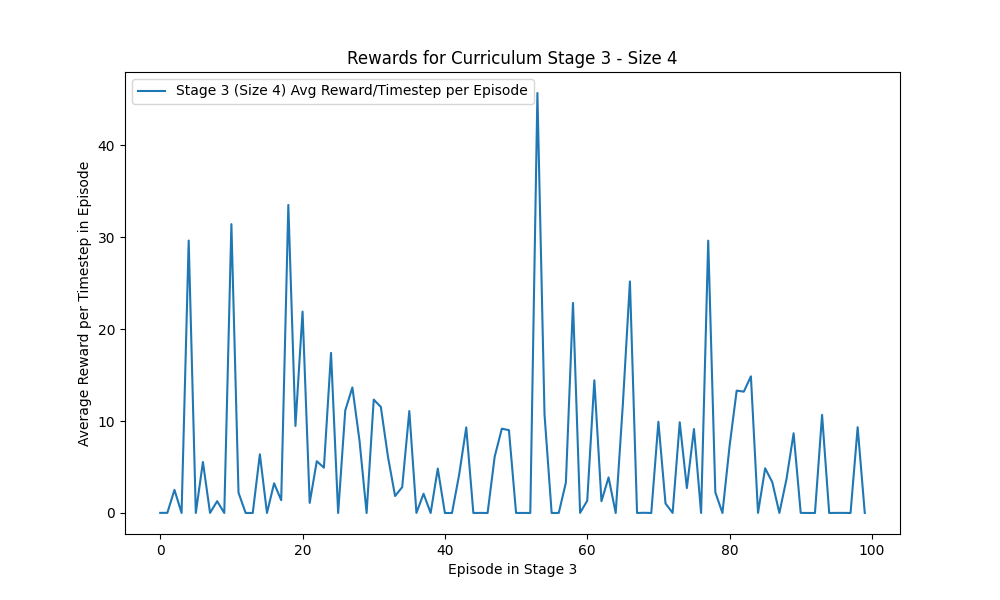 Rewards for Curriculum Stage 3 - Size 4
Stage 3 (Size 4) Avg Reward/Timestep per Episode
Average Reward per Timestep in Episode
40
30
20
10
0
0 20 40 60 80 100
Episode in Stage 3